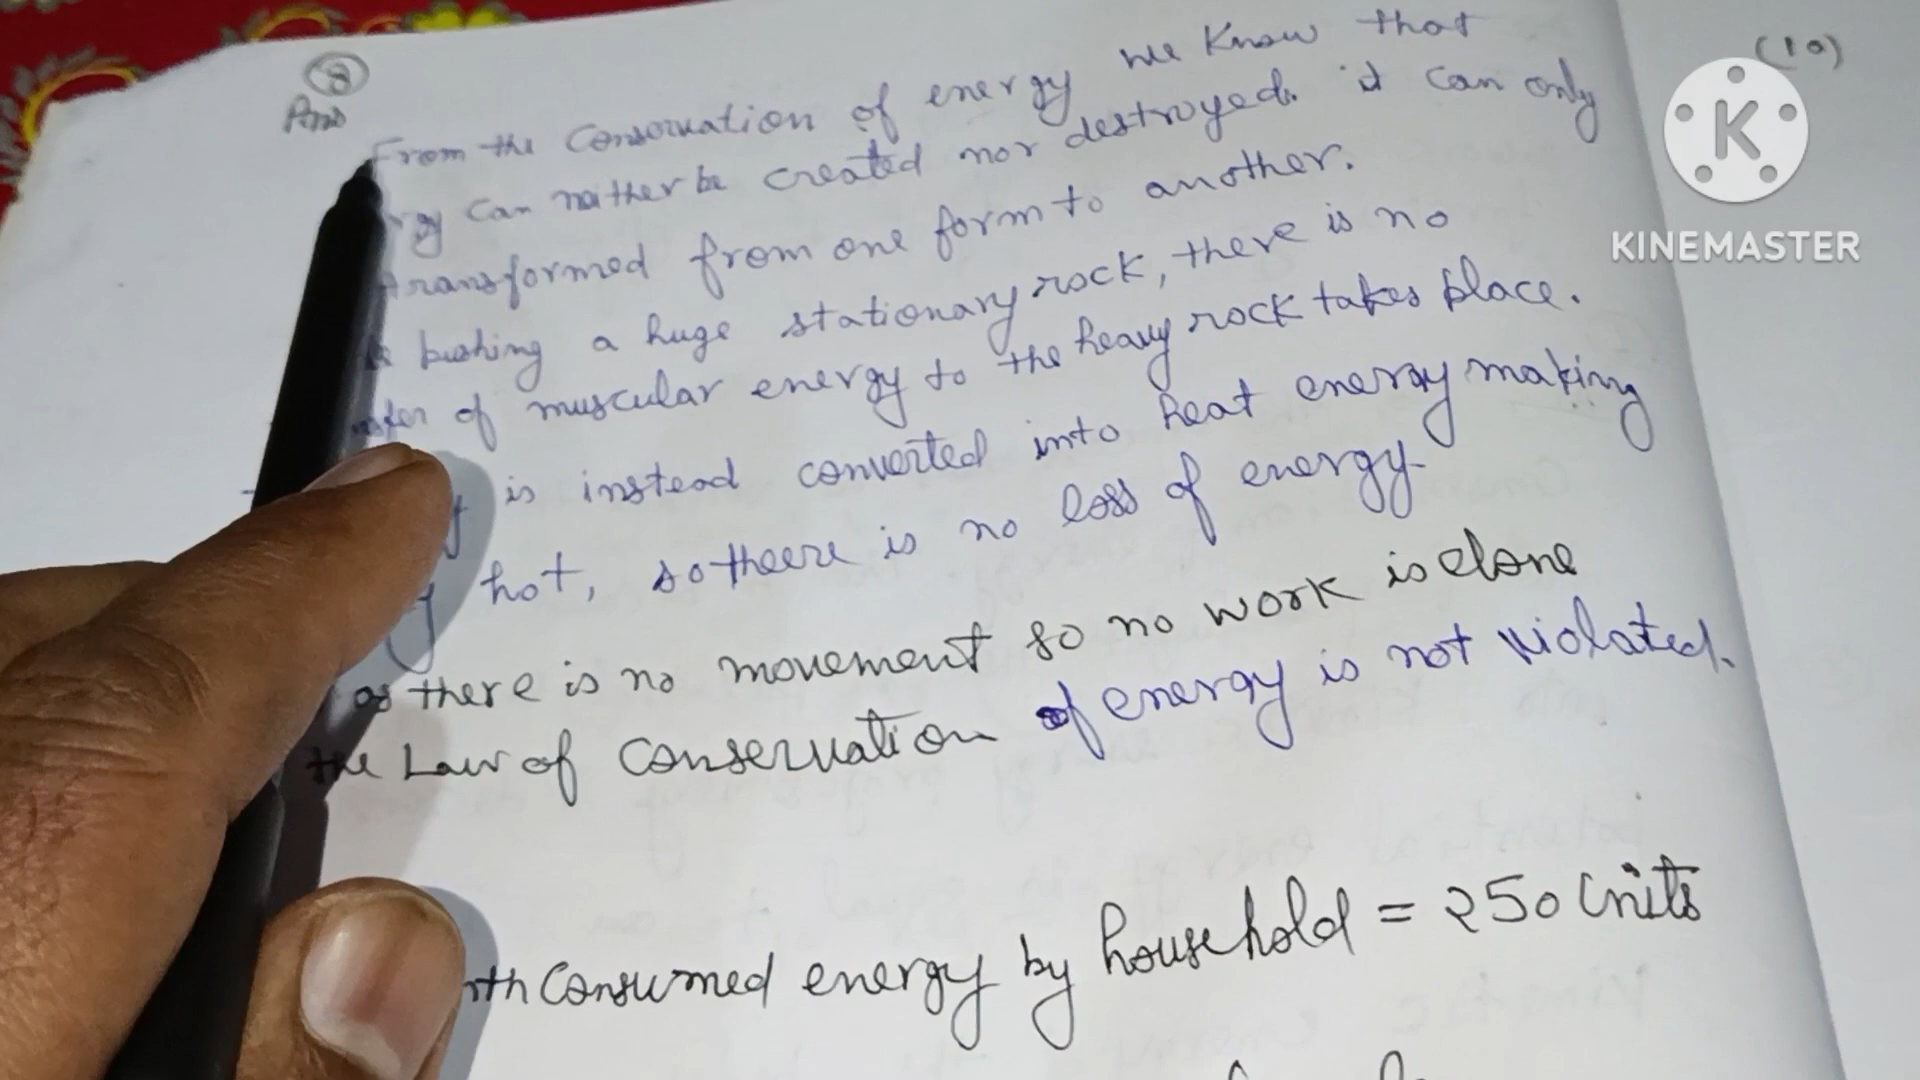 8
Ans
From the conservation of energy we know that
can neither be created nor destroyed. it can only
transformed from one form to another.
pushing a huge stationary rock, there is no
of muscular energy to the heavy rock takes place.
is instead converted into heat energy making
hot, so theere is no loss of energy.
as there is no movement so no work is done
the Law of conservation of energy is not violated.
consumed energy by household = 250 Units
(10)
K
KINEMASTER